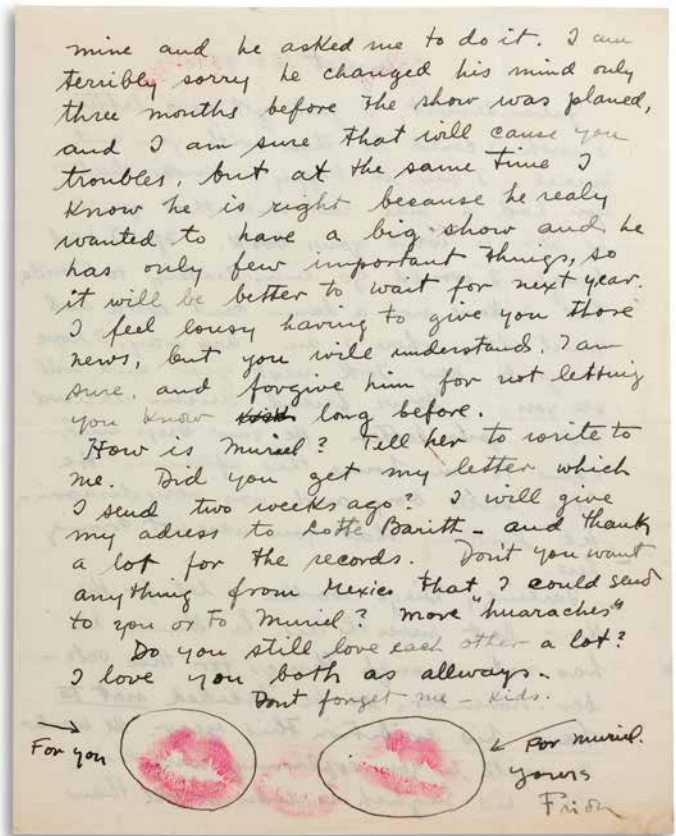 mine and he asked me to do it. I am
terribly sorry he changed his mind only
three months before the show was planed,
and I am sure that will cause you
troubles, but at the same time I
know he is right because he realy
wanted to have a big show and he
has only few important things, so
it will be better to wait for next year.
I feel lousy having to give you those
news, but you will understands. I am
sure, and forgive him for not letting
you know long before.
How is Muriel? Tell her to write to
me. Did you get my letter which
I send two weeks ago? I will give
my adress to Lotte Baritt – and thank
a lot for the records. Don't you want
anything from Mexico that I could send
to you or to Muriel? more "huaraches"
Do you still love each other a lot?
I love you both as allways –
Dont forget me – kids.
For you
For Muriel.
yours